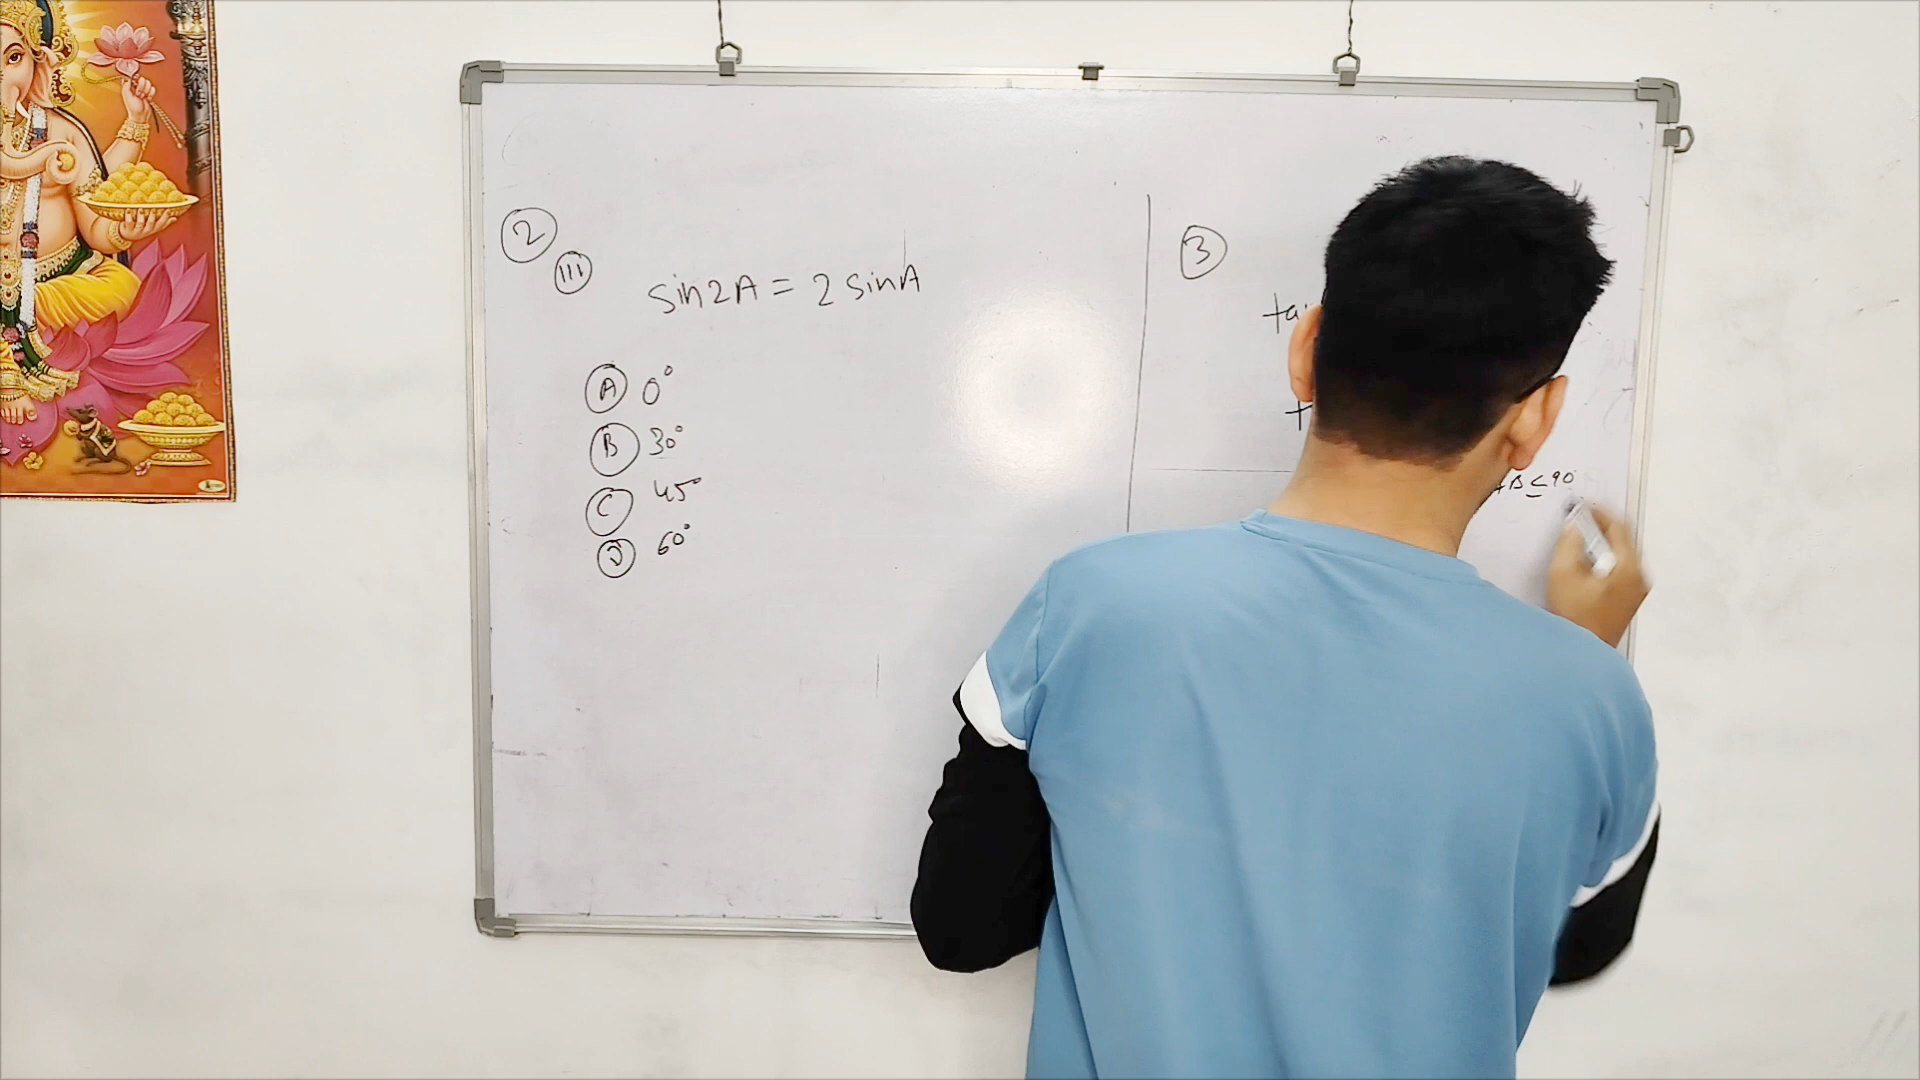 2
III
sin2A = 2 sinA
A 0°
B 30°
C 45°
D 60°
3
B ≤ 90°